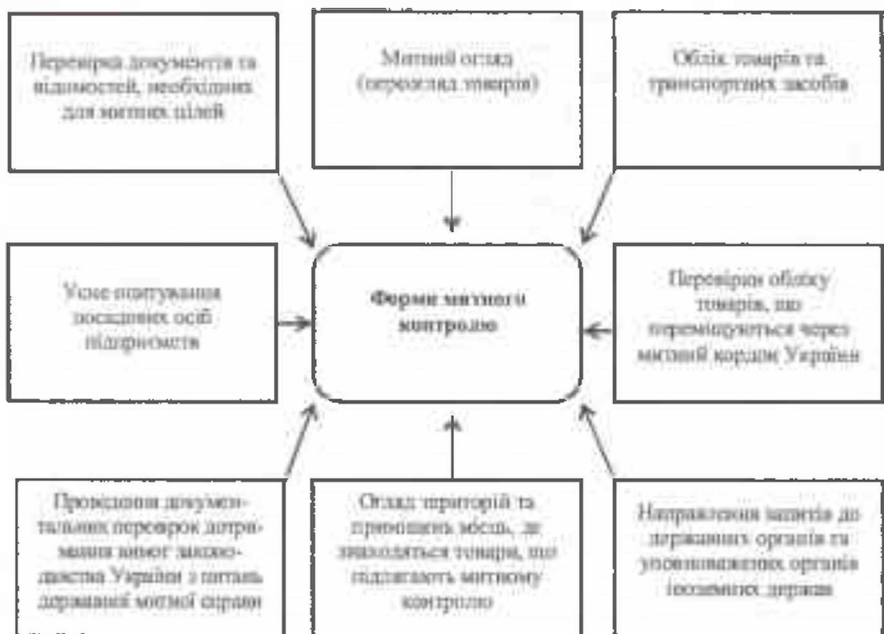 Перевірка документів та
відомостей, необхідних
для митних цілей
Митний огляд
(переогляд товарів)
Облік товарів та
транспортних засобів
Усне опитування
посадових осіб
підприємств
Форми митного
контролю
Перевірки обліку
товарів, що
переміщуються через
митний кордон України
Проведення докумен-
тальних перевірок дотри-
мання вимог законо-
давства України з питань
державної митної справи
Огляд територій та
приміщень місць, де
знаходяться товари, що
підлягають митному
контролю
Направлення запитів до
державних органів та
уповноважених органів
іноземних держав